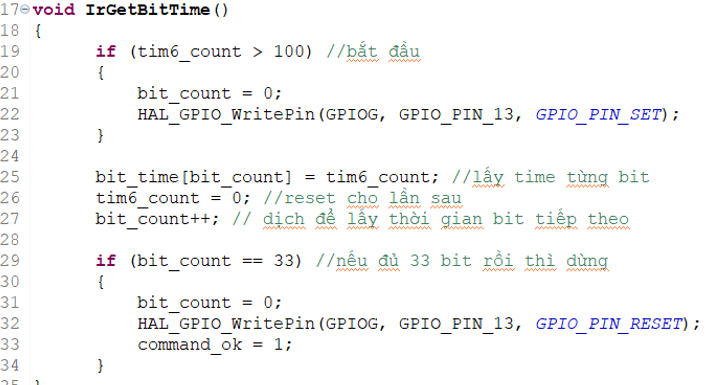 17 void IrGetBitTime()
18 {
19 if (tim6_count > 100) //bắt đầu
20 {
21 bit_count = 0;
22 HAL_GPIO_WritePin(GPIOG, GPIO_PIN_13, GPIO_PIN_SET);
23 }
24
25 bit_time[bit_count] = tim6_count; //lấy time từng bit
26 tim6_count = 0; //reset cho lần sau
27 bit_count++; // dịch để lấy thời gian bit tiếp theo
28
29 if (bit_count == 33) //nếu đủ 33 bit rồi thì dừng
30 {
31 bit_count = 0;
32 HAL_GPIO_WritePin(GPIOG, GPIO_PIN_13, GPIO_PIN_RESET);
33 command_ok = 1;
34 }